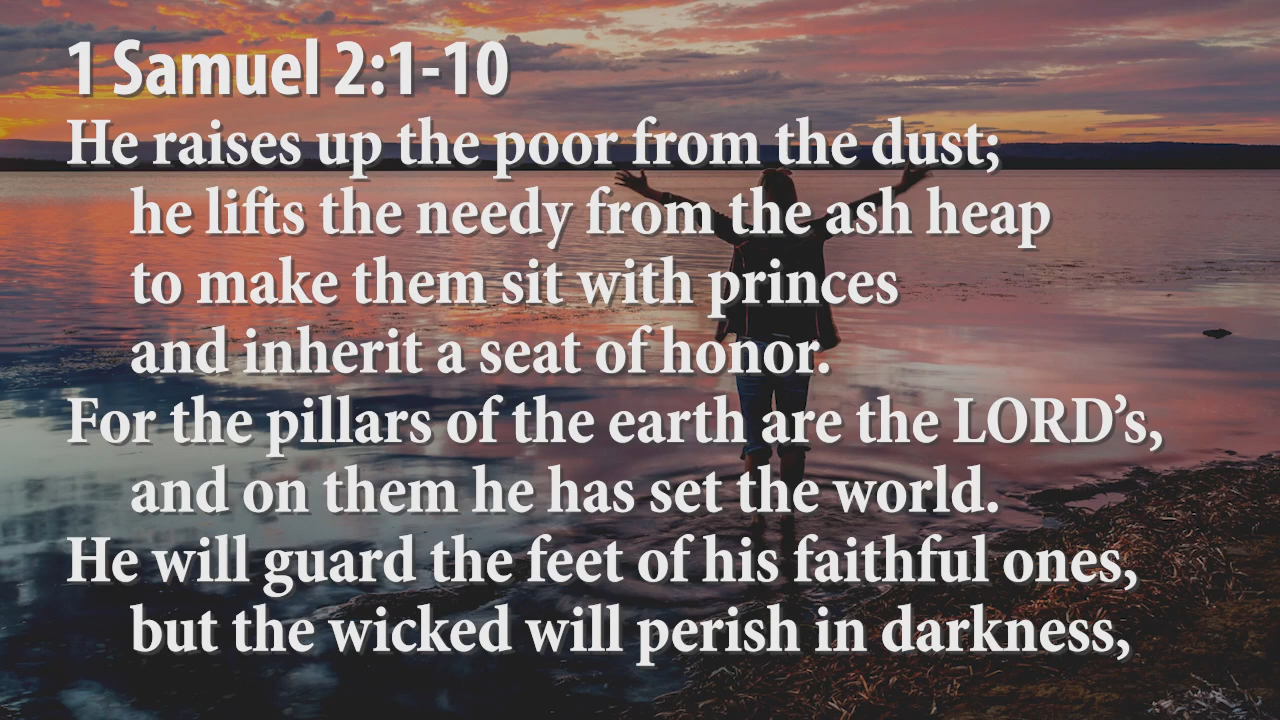 1 Samuel 2:1-10
He raises up the poor from the dust;
he lifts the needy from the ash heap
to make them sit with princes
and inherit a seat of honor.
For the pillars of the earth are the LORD’s,
and on them he has set the world.
He will guard the feet of his faithful ones,
but the wicked will perish in darkness,